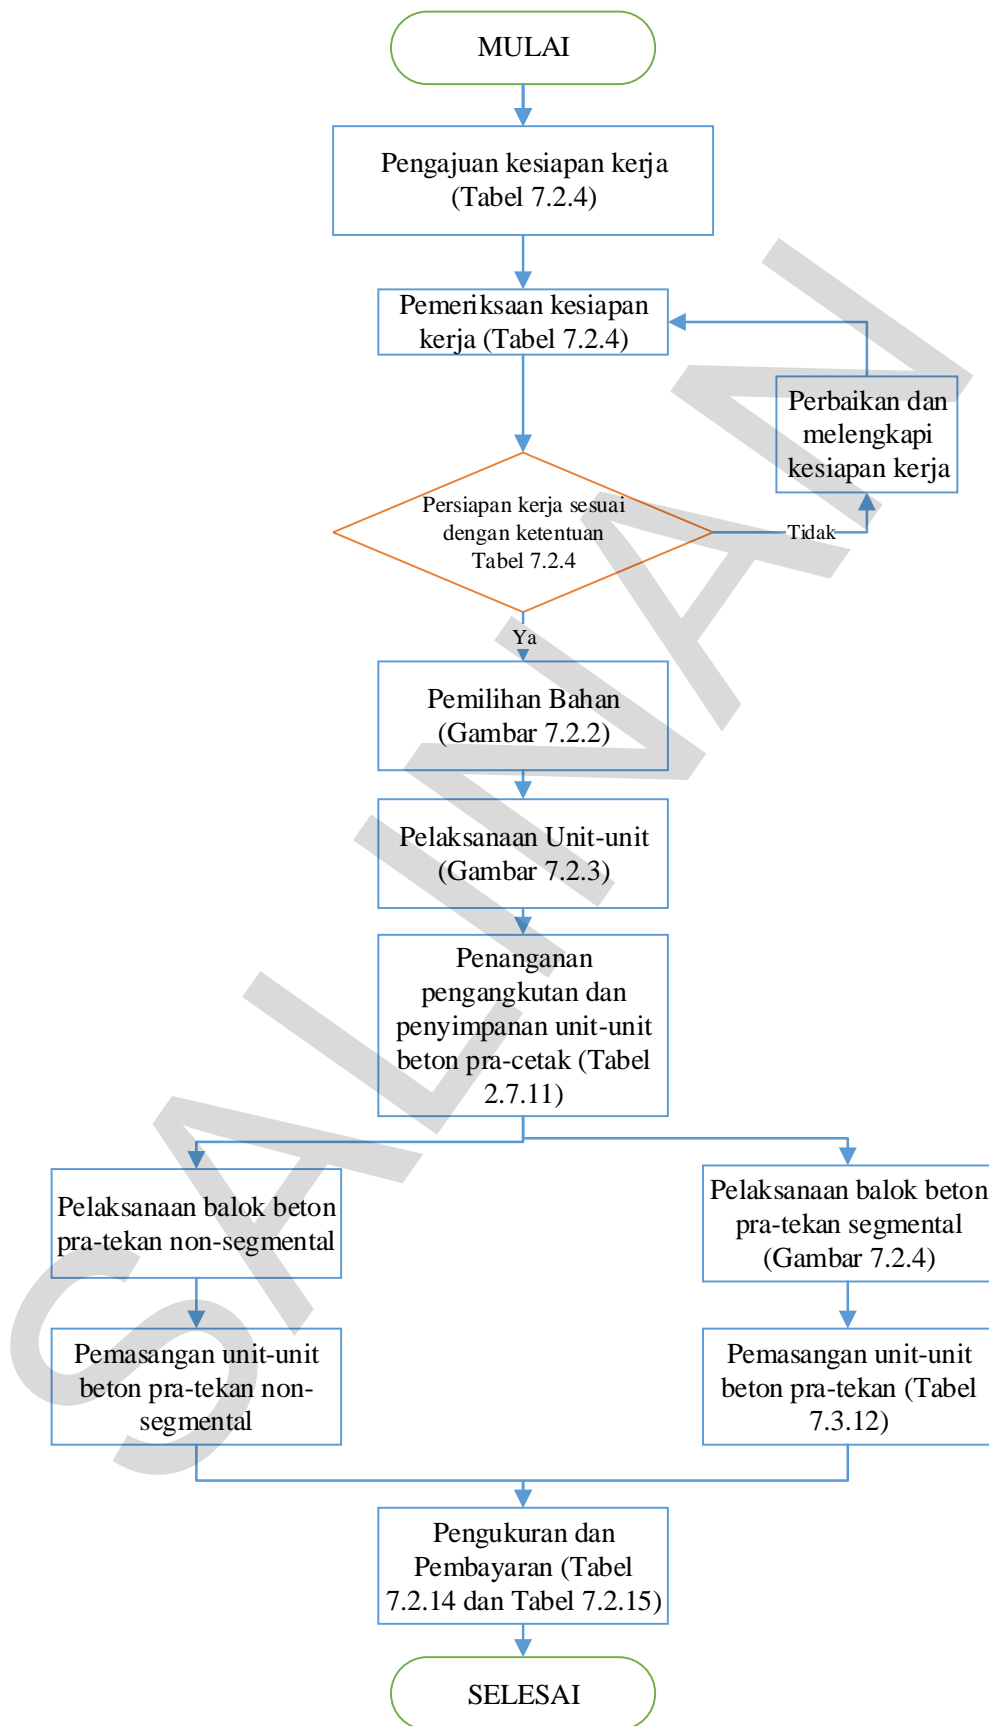 MULAI
Pengajuan kesiapan kerja
(Tabel 7.2.4)
Pemeriksaan kesiapan
kerja (Tabel 7.2.4)
Perbaikan dan
melengkapi
kesiapan kerja
Persiapan kerja sesuai
dengan ketentuan
Tabel 7.2.4
Tidak
Ya
Pemilihan Bahan
(Gambar 7.2.2)
Pelaksanaan Unit-unit
(Gambar 7.2.3)
Penanganan
pengangkutan dan
penyimpanan unit-unit
beton pra-cetak (Tabel
2.7.11)
Pelaksanaan balok beton
pra-tekan non-segmental
Pelaksanaan balok beton
pra-tekan segmental
(Gambar 7.2.4)
Pemasangan unit-unit
beton pra-tekan non-
segmental
Pemasangan unit-unit
beton pra-tekan (Tabel
7.3.12)
Pengukuran dan
Pembayaran (Tabel
7.2.14 dan Tabel 7.2.15)
SELESAI
SALINAN